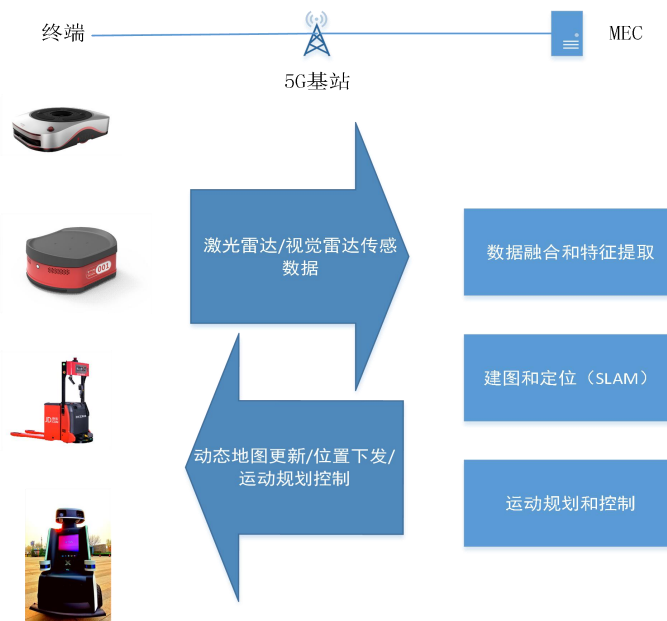 终端
MEC
5G基站
激光雷达/视觉雷达传感
数据
001
数据融合和特征提取
建图和定位（SLAM）
动态地图更新/位置下发/
运动规划控制
运动规划和控制